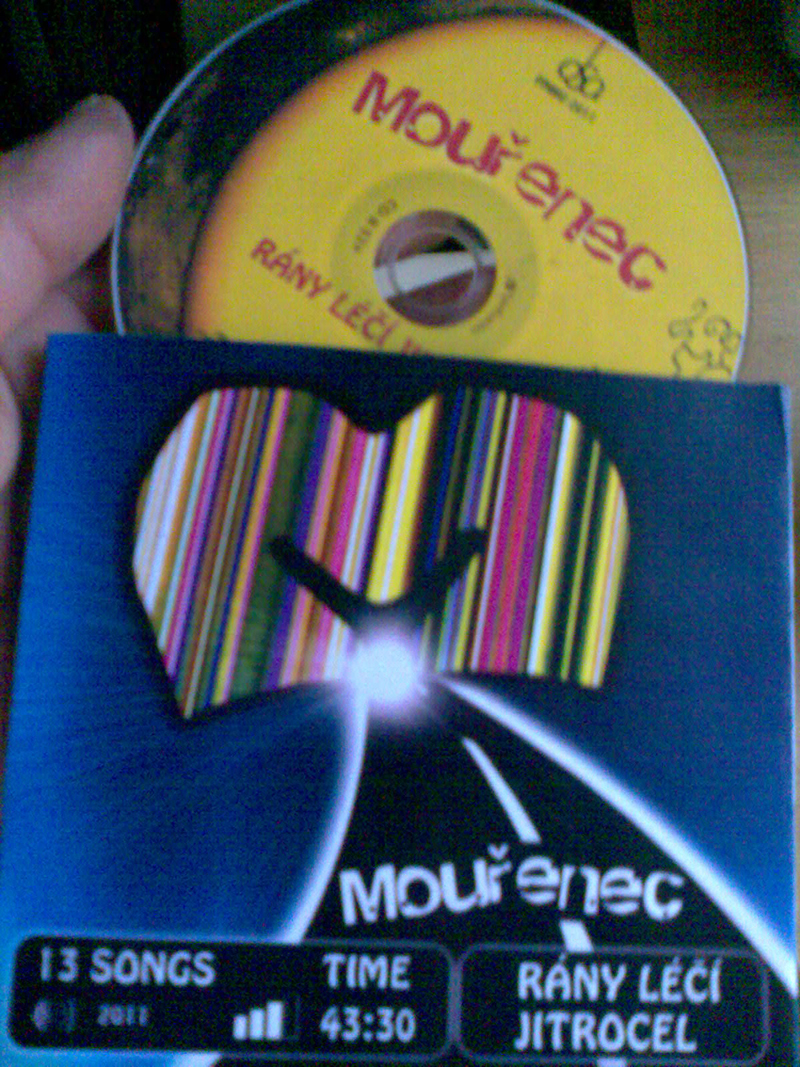 Mouřenec
RÁNY LÉČÍ
Mouřenec
13 SONGS
2011
TIME
43:30
RÁNY LÉČÍ
JITROCEL